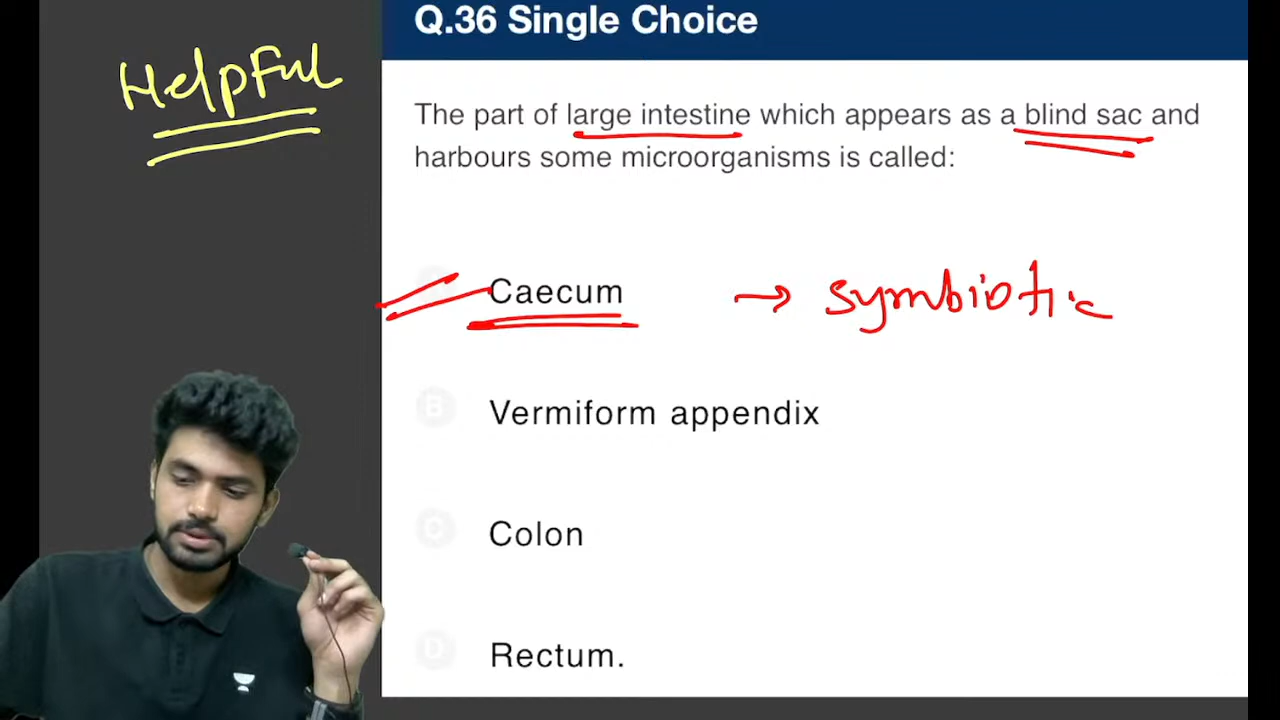 Q.36 Single Choice
Helpful
The part of large intestine which appears as a blind sac and
harbours some microorganisms is called:
Caecum → symbiotic
B Vermiform appendix
C Colon
D Rectum.